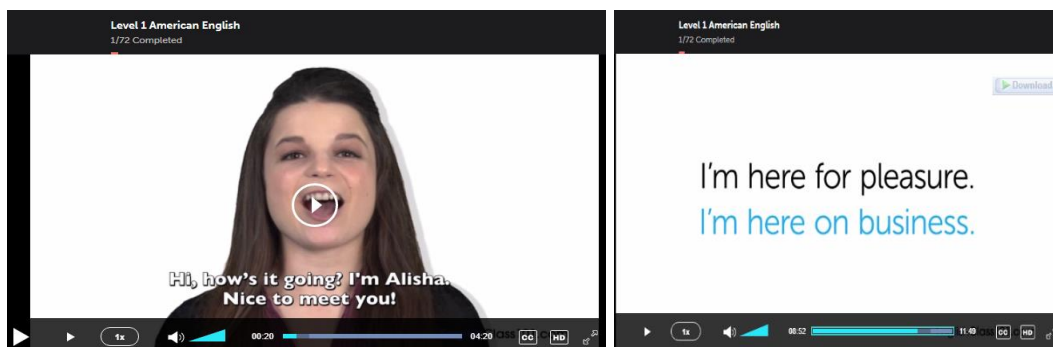 Level 1 American English
1/72 Completed
Hi, how's it going? I'm Alisha.
Nice to meet you!
1x
00:20
04:20
CC
HD
Level 1 American English
1/72 Completed
Download
I'm here for pleasure.
I'm here on business.
1x
08:52
11:49
CC
HD